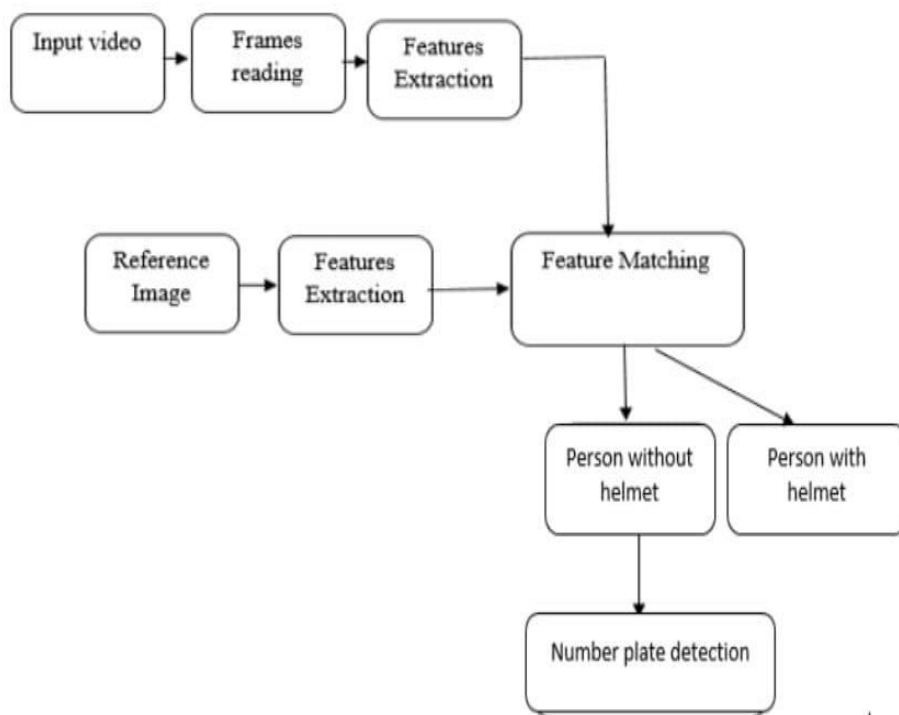 Input video
Frames
reading
Features
Extraction
Reference
Image
Features
Extraction
Feature Matching
Person without
helmet
Person with
helmet
Number plate detection